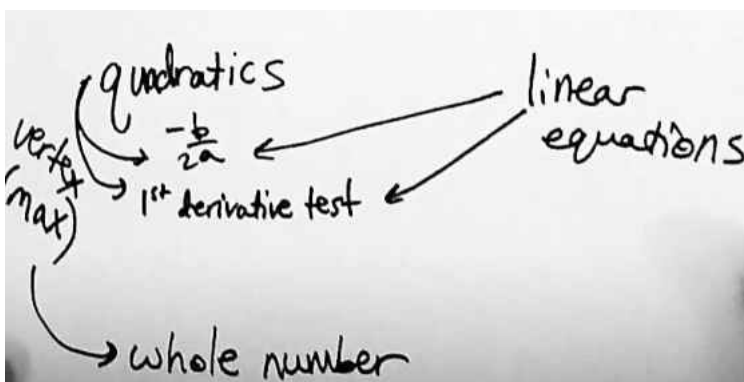 quadratics
linear
equations
-b/2a
vertex
(max)
1st derivative test
whole number